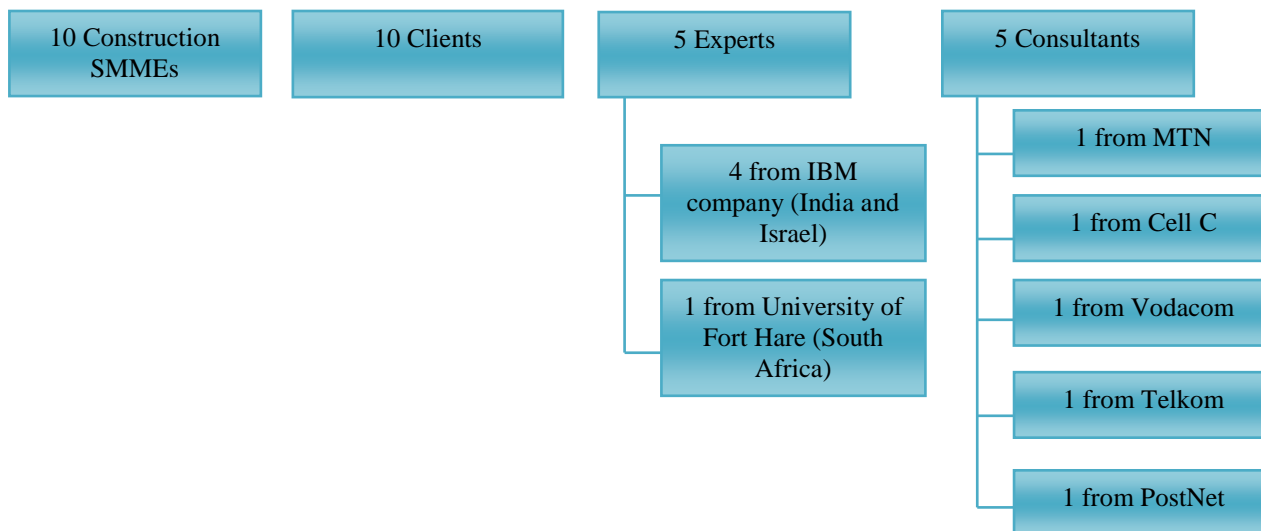 10 Construction
SMMEs
10 Clients
5 Experts
4 from IBM
company (India and
Israel)
1 from University of
Fort Hare (South
Africa)
5 Consultants
1 from MTN
1 from Cell C
1 from Vodacom
1 from Telkom
1 from PostNet